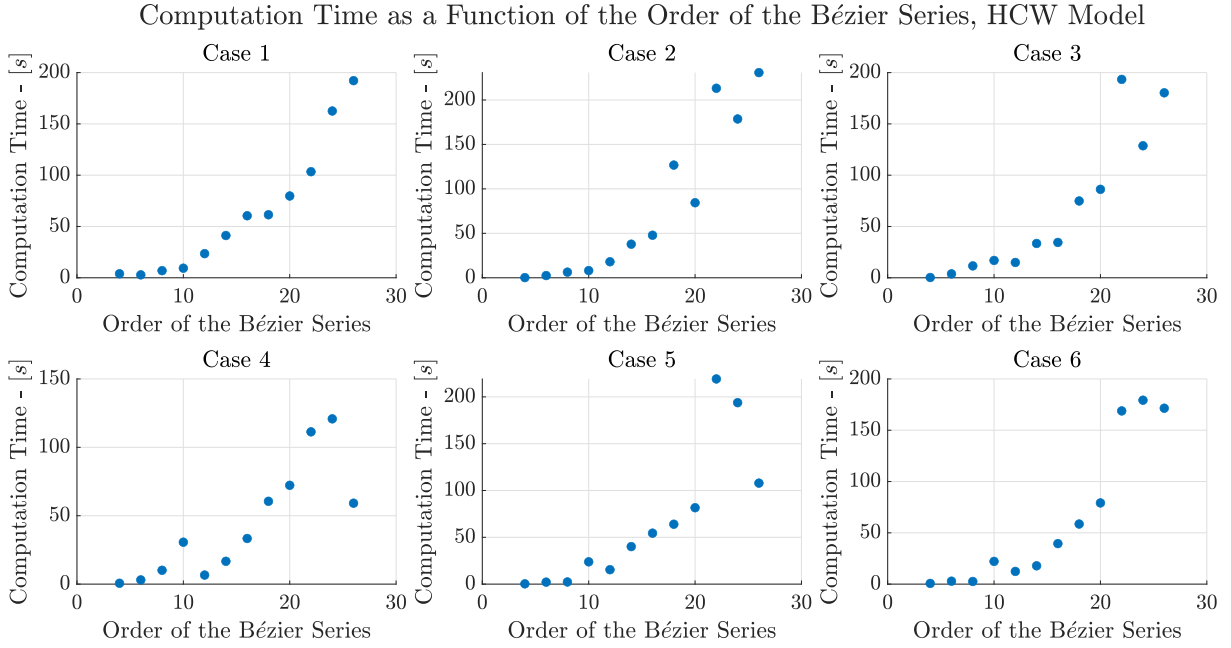 Computation Time as a Function of the Order of the Bézier Series, HCW Model
Case 1
Computation Time - [s]
200
150
100
50
0
0 10 20 30
Order of the Bézier Series
Case 2
Computation Time - [s]
200
150
100
50
0
0 10 20 30
Order of the Bézier Series
Case 3
Computation Time - [s]
200
150
100
50
0
0 10 20 30
Order of the Bézier Series
Case 4
Computation Time - [s]
150
100
50
0
0 10 20 30
Order of the Bézier Series
Case 5
Computation Time - [s]
200
150
100
50
0
0 10 20 30
Order of the Bézier Series
Case 6
Computation Time - [s]
200
150
100
50
0
0 10 20 30
Order of the Bézier Series